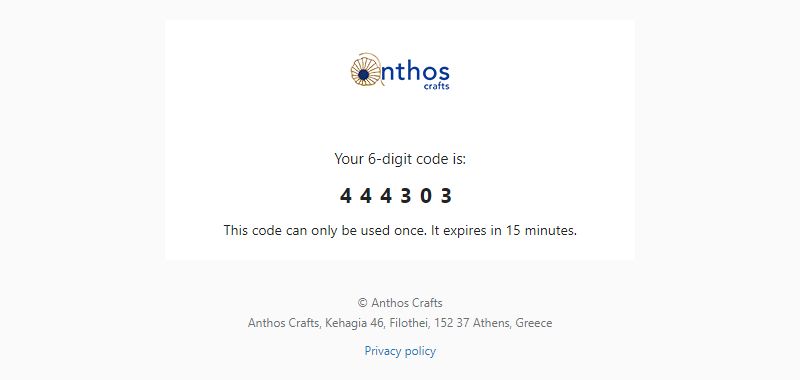 Anthos
crafts
Your 6-digit code is:
444303
This code can only be used once. It expires in 15 minutes.
© Anthos Crafts
Anthos Crafts, Kehagia 46, Filothei, 152 37 Athens, Greece
Privacy policy